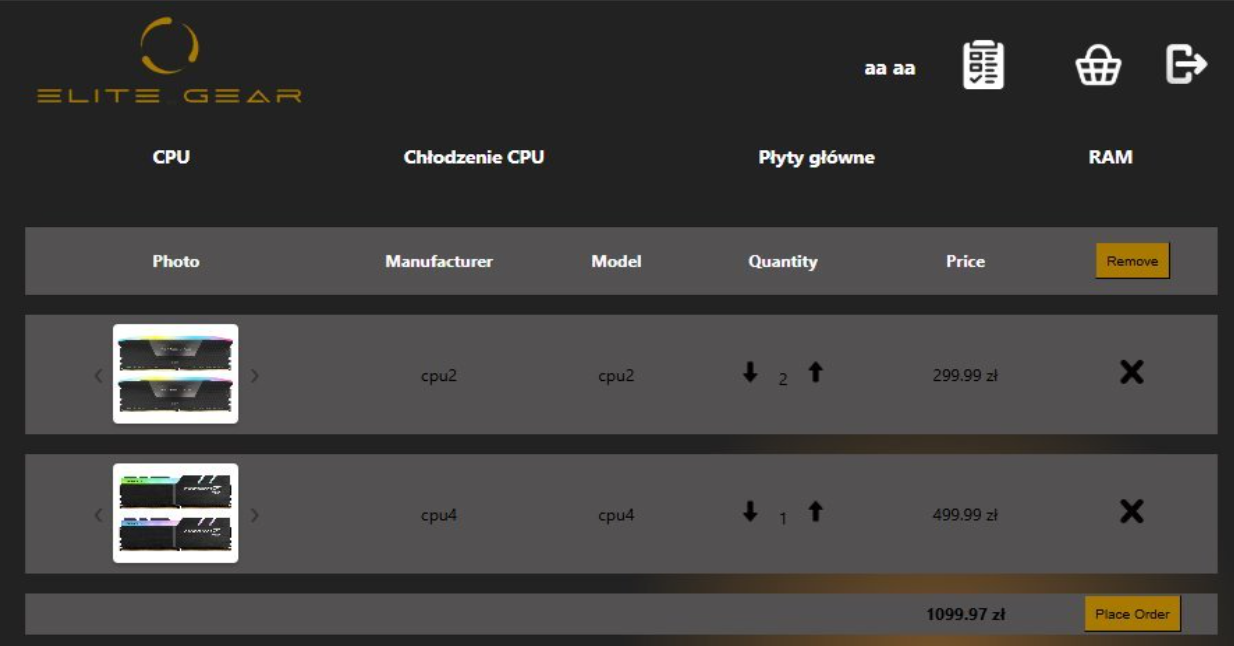 aa aa
ELITE GEAR
CPU Chłodzenie CPU Płyty główne RAM
Photo Manufacturer Model Quantity Price Remove
cpu2 cpu2 2 299.99 zł
cpu4 cpu4 1 499.99 zł
1099.97 zł Place Order